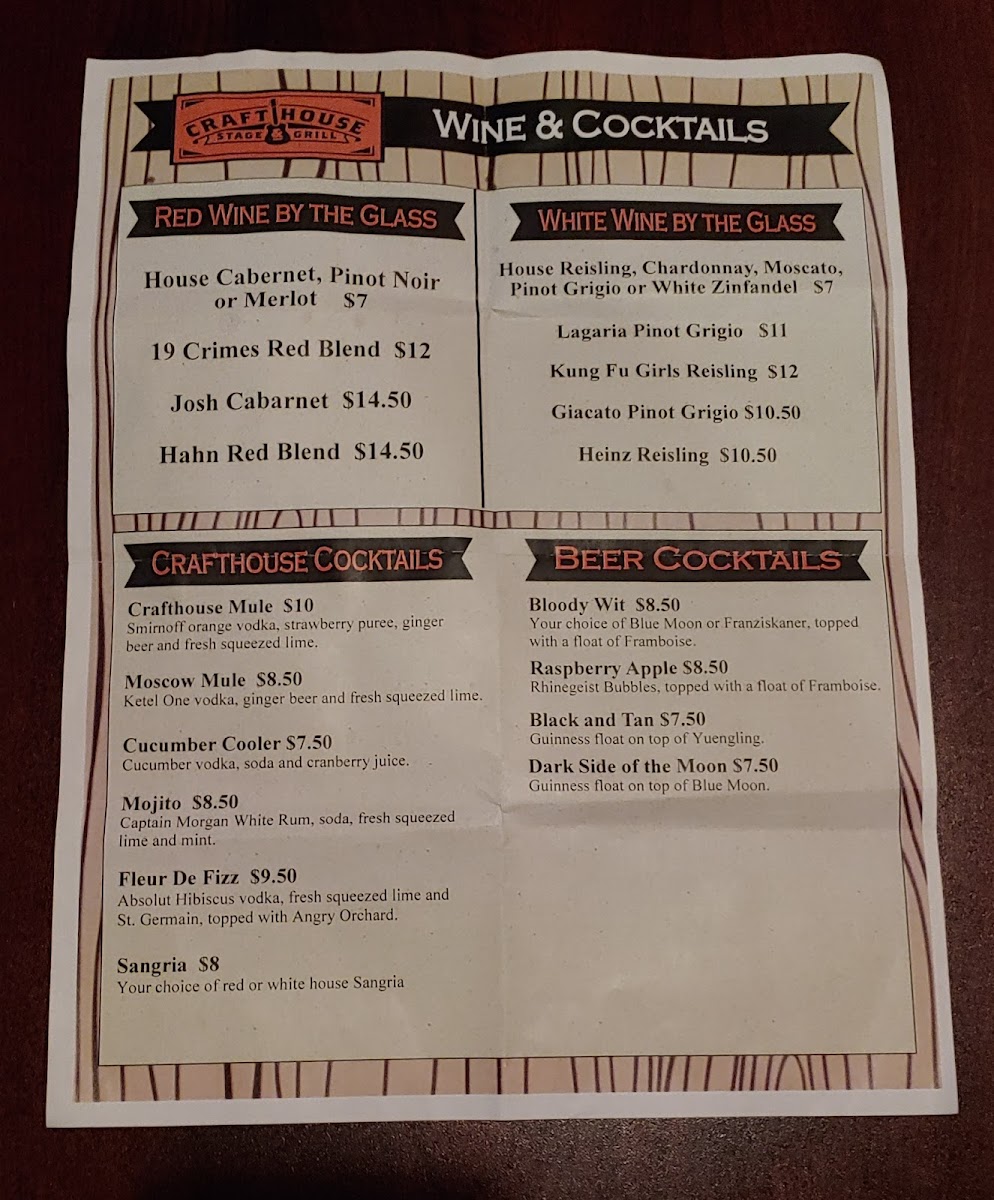 CRAFT HOUSE
STAGE & GRILL
WINE & COCKTAILS
RED WINE BY THE GLASS
House Cabernet, Pinot Noir
or Merlot $7
19 Crimes Red Blend $12
Josh Cabarnet $14.50
Hahn Red Blend $14.50
WHITE WINE BY THE GLASS
House Reisling, Chardonnay, Moscato,
Pinot Grigio or White Zinfandel $7
Lagaria Pinot Grigio $11
Kung Fu Girls Reisling $12
Giacato Pinot Grigio $10.50
Heinz Reisling $10.50
CRAFTHOUSE COCKTAILS
Crafthouse Mule $10
Smirnoff orange vodka, strawberry puree, ginger
beer and fresh squeezed lime.
Moscow Mule $8.50
Ketel One vodka, ginger beer and fresh squeezed lime.
Cucumber Cooler $7.50
Cucumber vodka, soda and cranberry juice.
Mojito $8.50
Captain Morgan White Rum, soda, fresh squeezed
lime and mint.
Fleur De Fizz $9.50
Absolut Hibiscus vodka, fresh squeezed lime and
St. Germain, topped with Angry Orchard.
Sangria $8
Your choice of red or white house Sangria
BEER COCKTAILS
Bloody Wit $8.50
Your choice of Blue Moon or Franziskaner, topped
with a float of Framboise.
Raspberry Apple $8.50
Rhinegeist Bubbles, topped with a float of Framboise.
Black and Tan $7.50
Guinness float on top of Yuengling.
Dark Side of the Moon $7.50
Guinness float on top of Blue Moon.